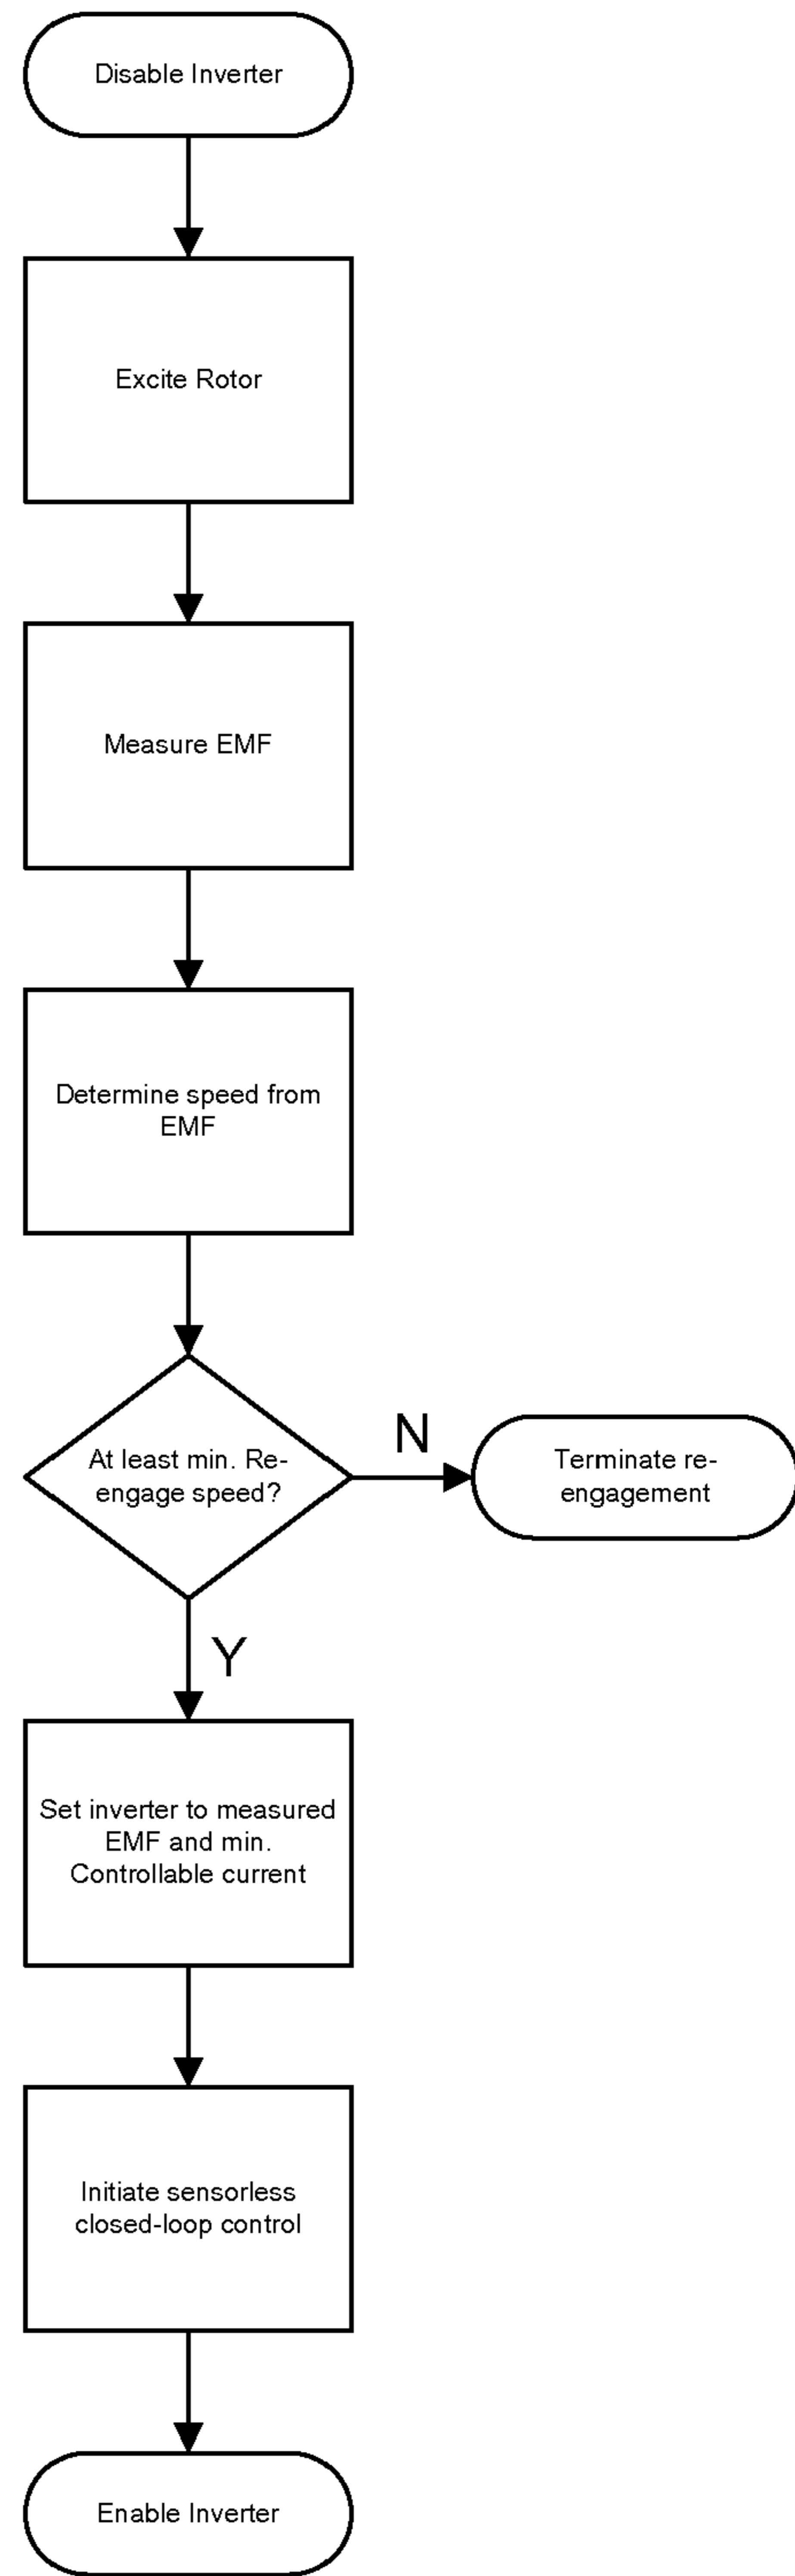 Disable Inverter
Excite Rotor
Measure EMF
Determine speed from
EMF
At least min. Re-
engage speed?
N
Terminate re-
engagement
Y
Set inverter to measured
EMF and min.
Controllable current
Initiate sensorless
closed-loop control
Enable Inverter